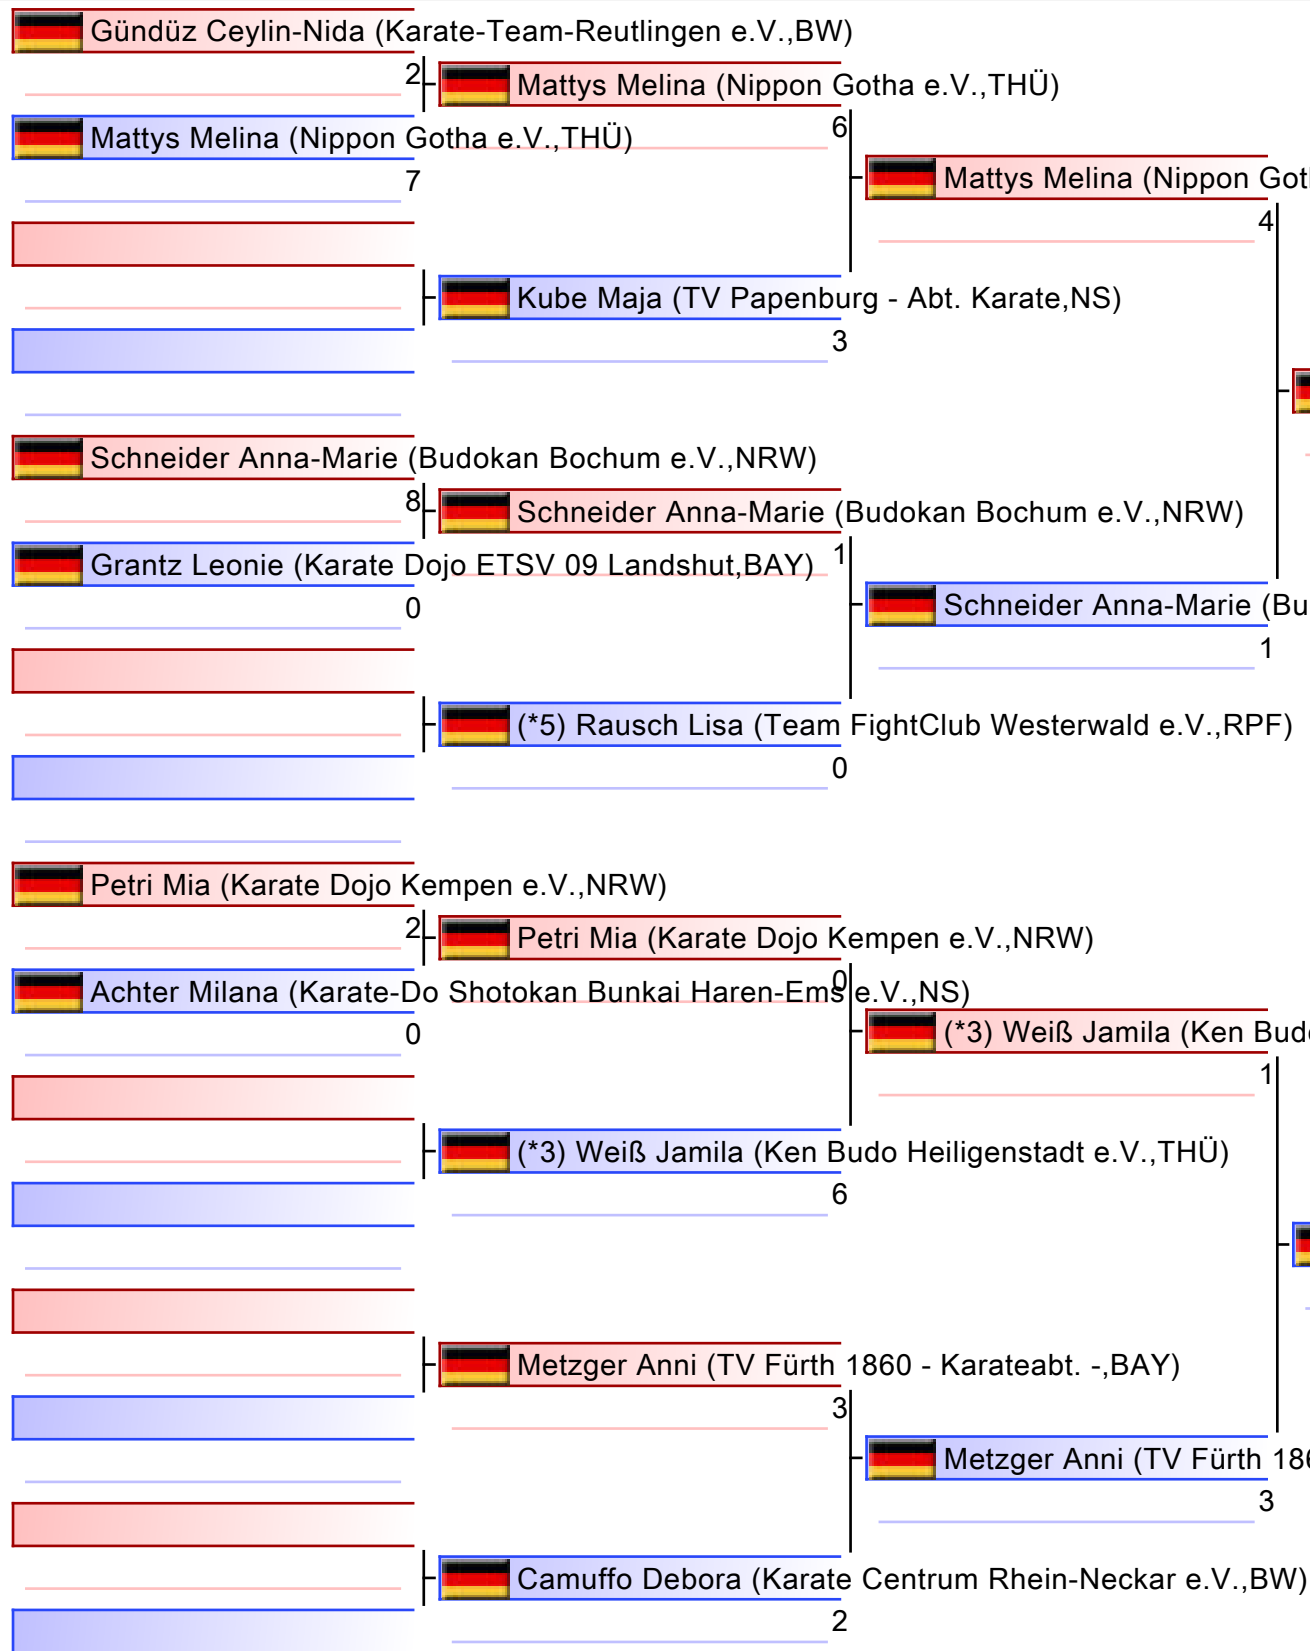 Gündüz Ceylin-Nida (Karate-Team-Reutlingen e.V.,BW)
2
Mattys Melina (Nippon Gotha e.V.,THÜ)
Mattys Melina (Nippon Gotha e.V.,THÜ)
6
7
Mattys Melina (Nippon Goth
4
Kube Maja (TV Papenburg - Abt. Karate,NS)
3
Schneider Anna-Marie (Budokan Bochum e.V.,NRW)
8
Schneider Anna-Marie (Budokan Bochum e.V.,NRW)
1
Grantz Leonie (Karate Dojo ETSV 09 Landshut,BAY)
0
Schneider Anna-Marie (Bu
1
(*5) Rausch Lisa (Team FightClub Westerwald e.V.,RPF)
0
Petri Mia (Karate Dojo Kempen e.V.,NRW)
2
Petri Mia (Karate Dojo Kempen e.V.,NRW)
0
Achter Milana (Karate-Do Shotokan Bunkai Haren-Ems e.V.,NS)
0
(*3) Weiß Jamila (Ken Budo
1
(*3) Weiß Jamila (Ken Budo Heiligenstadt e.V.,THÜ)
6
Metzger Anni (TV Fürth 1860 - Karateabt. -,BAY)
3
Metzger Anni (TV Fürth 186
3
Camuffo Debora (Karate Centrum Rhein-Neckar e.V.,BW)
2